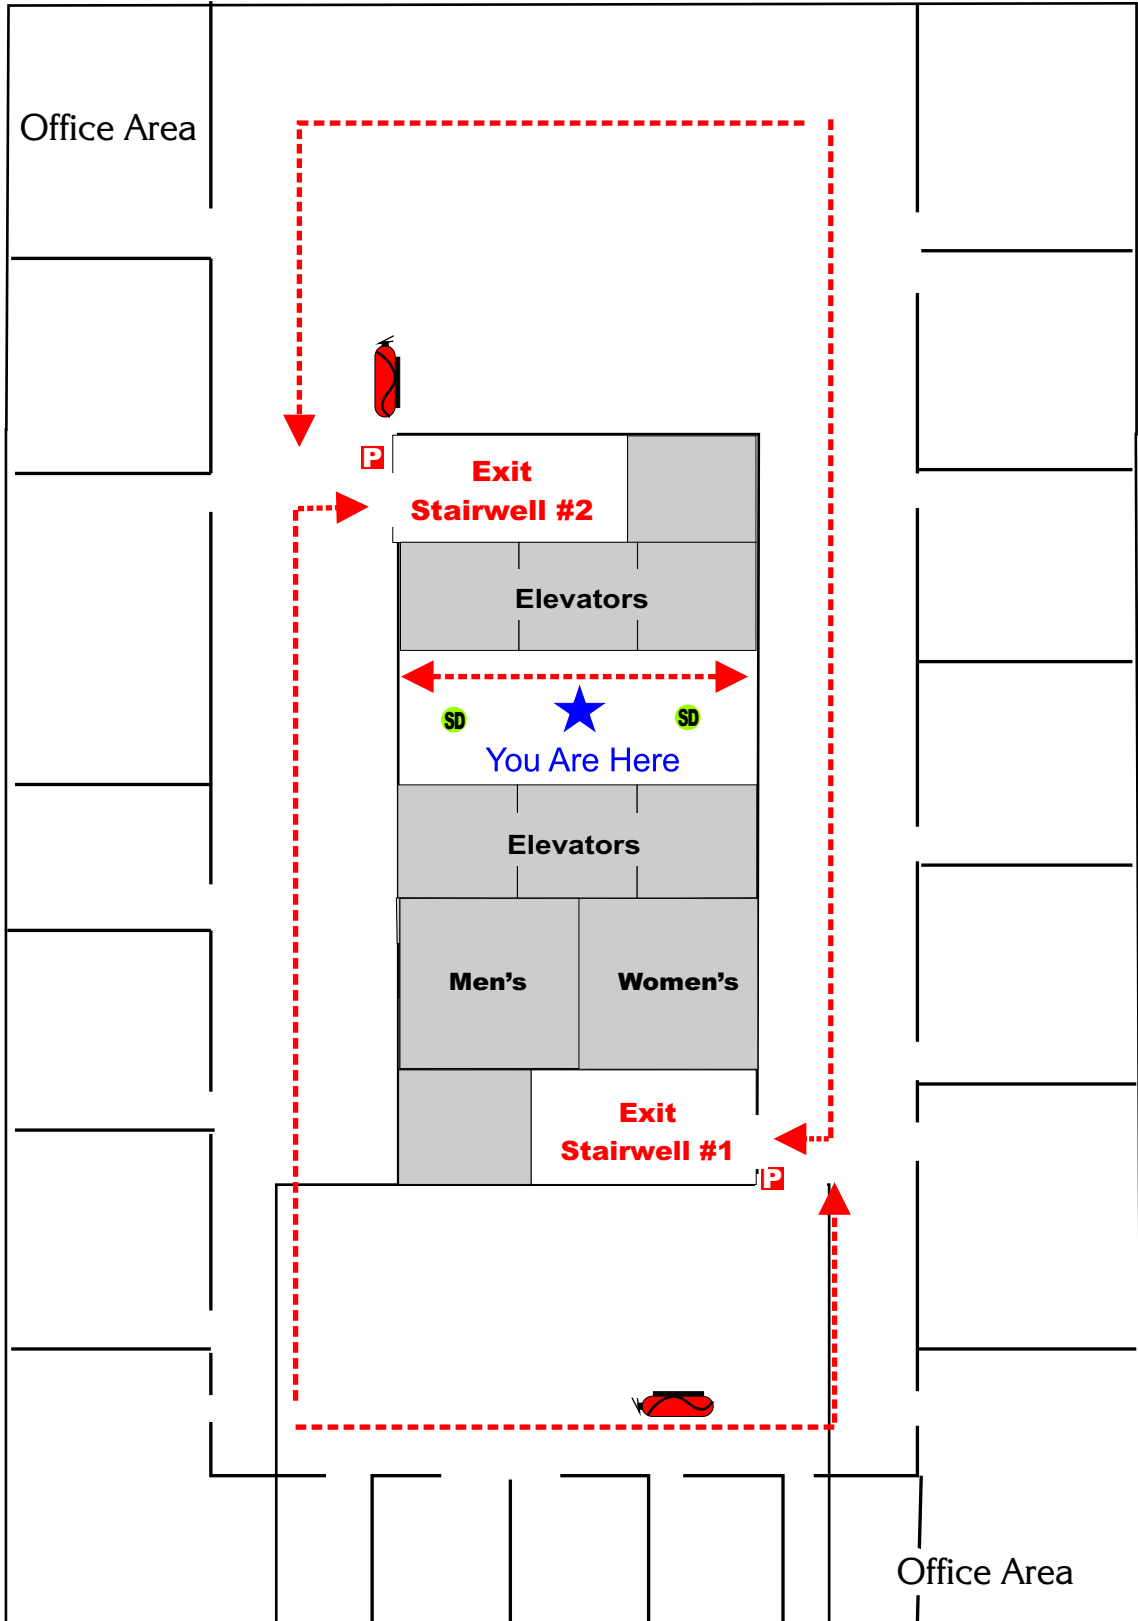 Office Area
P
Exit
Stairwell #2
Elevators
SD
SD
You Are Here
Elevators
Men’s
Women’s
Exit
Stairwell #1
P
Office Area